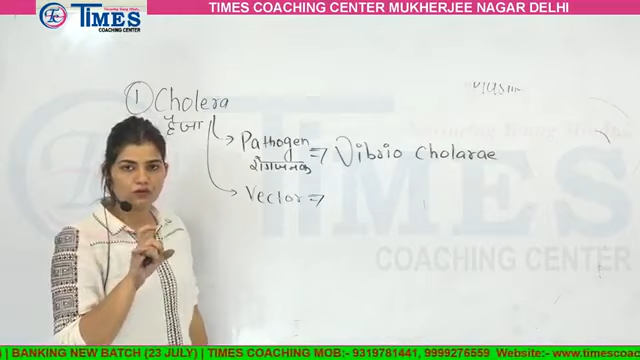 TIMES COACHING CENTER MUKHERJEE NAGAR DELHI
TIMES
COACHING CENTER
① Cholera
हैजा
Pathogen => Vibrio Cholarae
रोगजनक
Vector =>
TIMES
COACHING CENTER
| BANKING NEW BATCH (23 JULY) | TIMES COACHING MOB:- 9319781441, 9999276559 Website:- www.timescoac